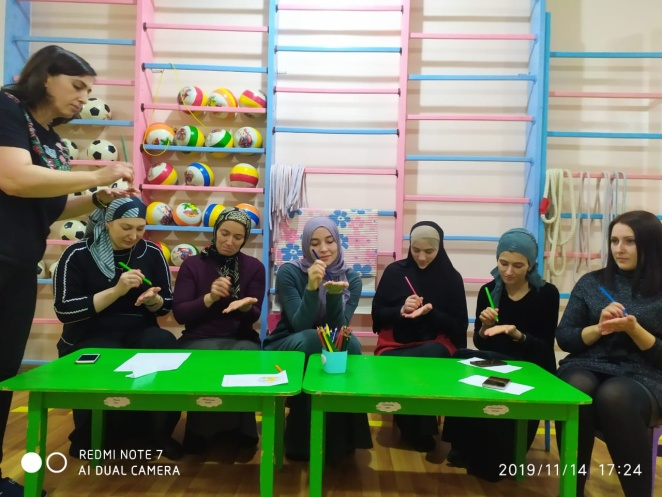 REDMI NOTE 7
AI DUAL CAMERA
2019/11/14 17:24